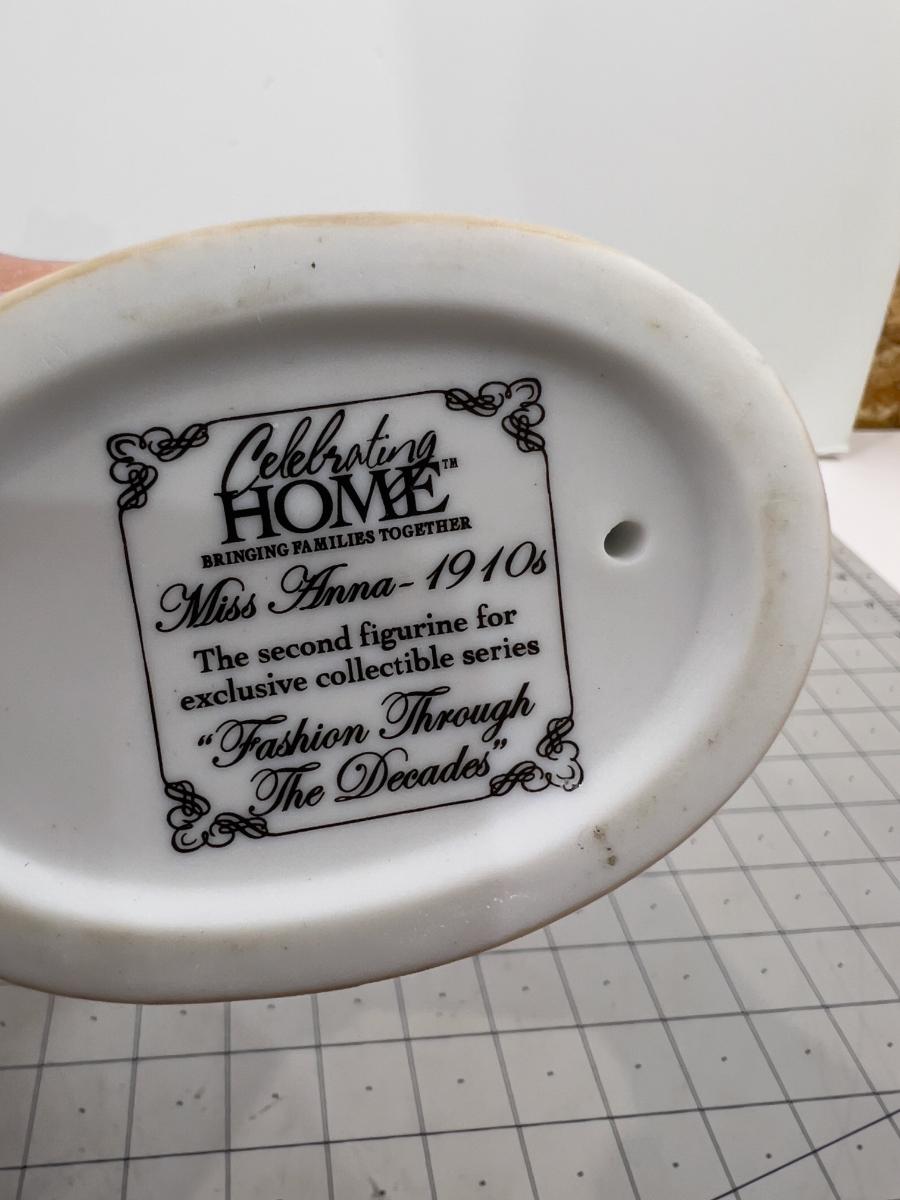 Celebrating
HOME™
BRINGING FAMILIES TOGETHER
Miss Anna - 1910s
The second figurine for
exclusive collectible series
“Fashion Through
The Decades”